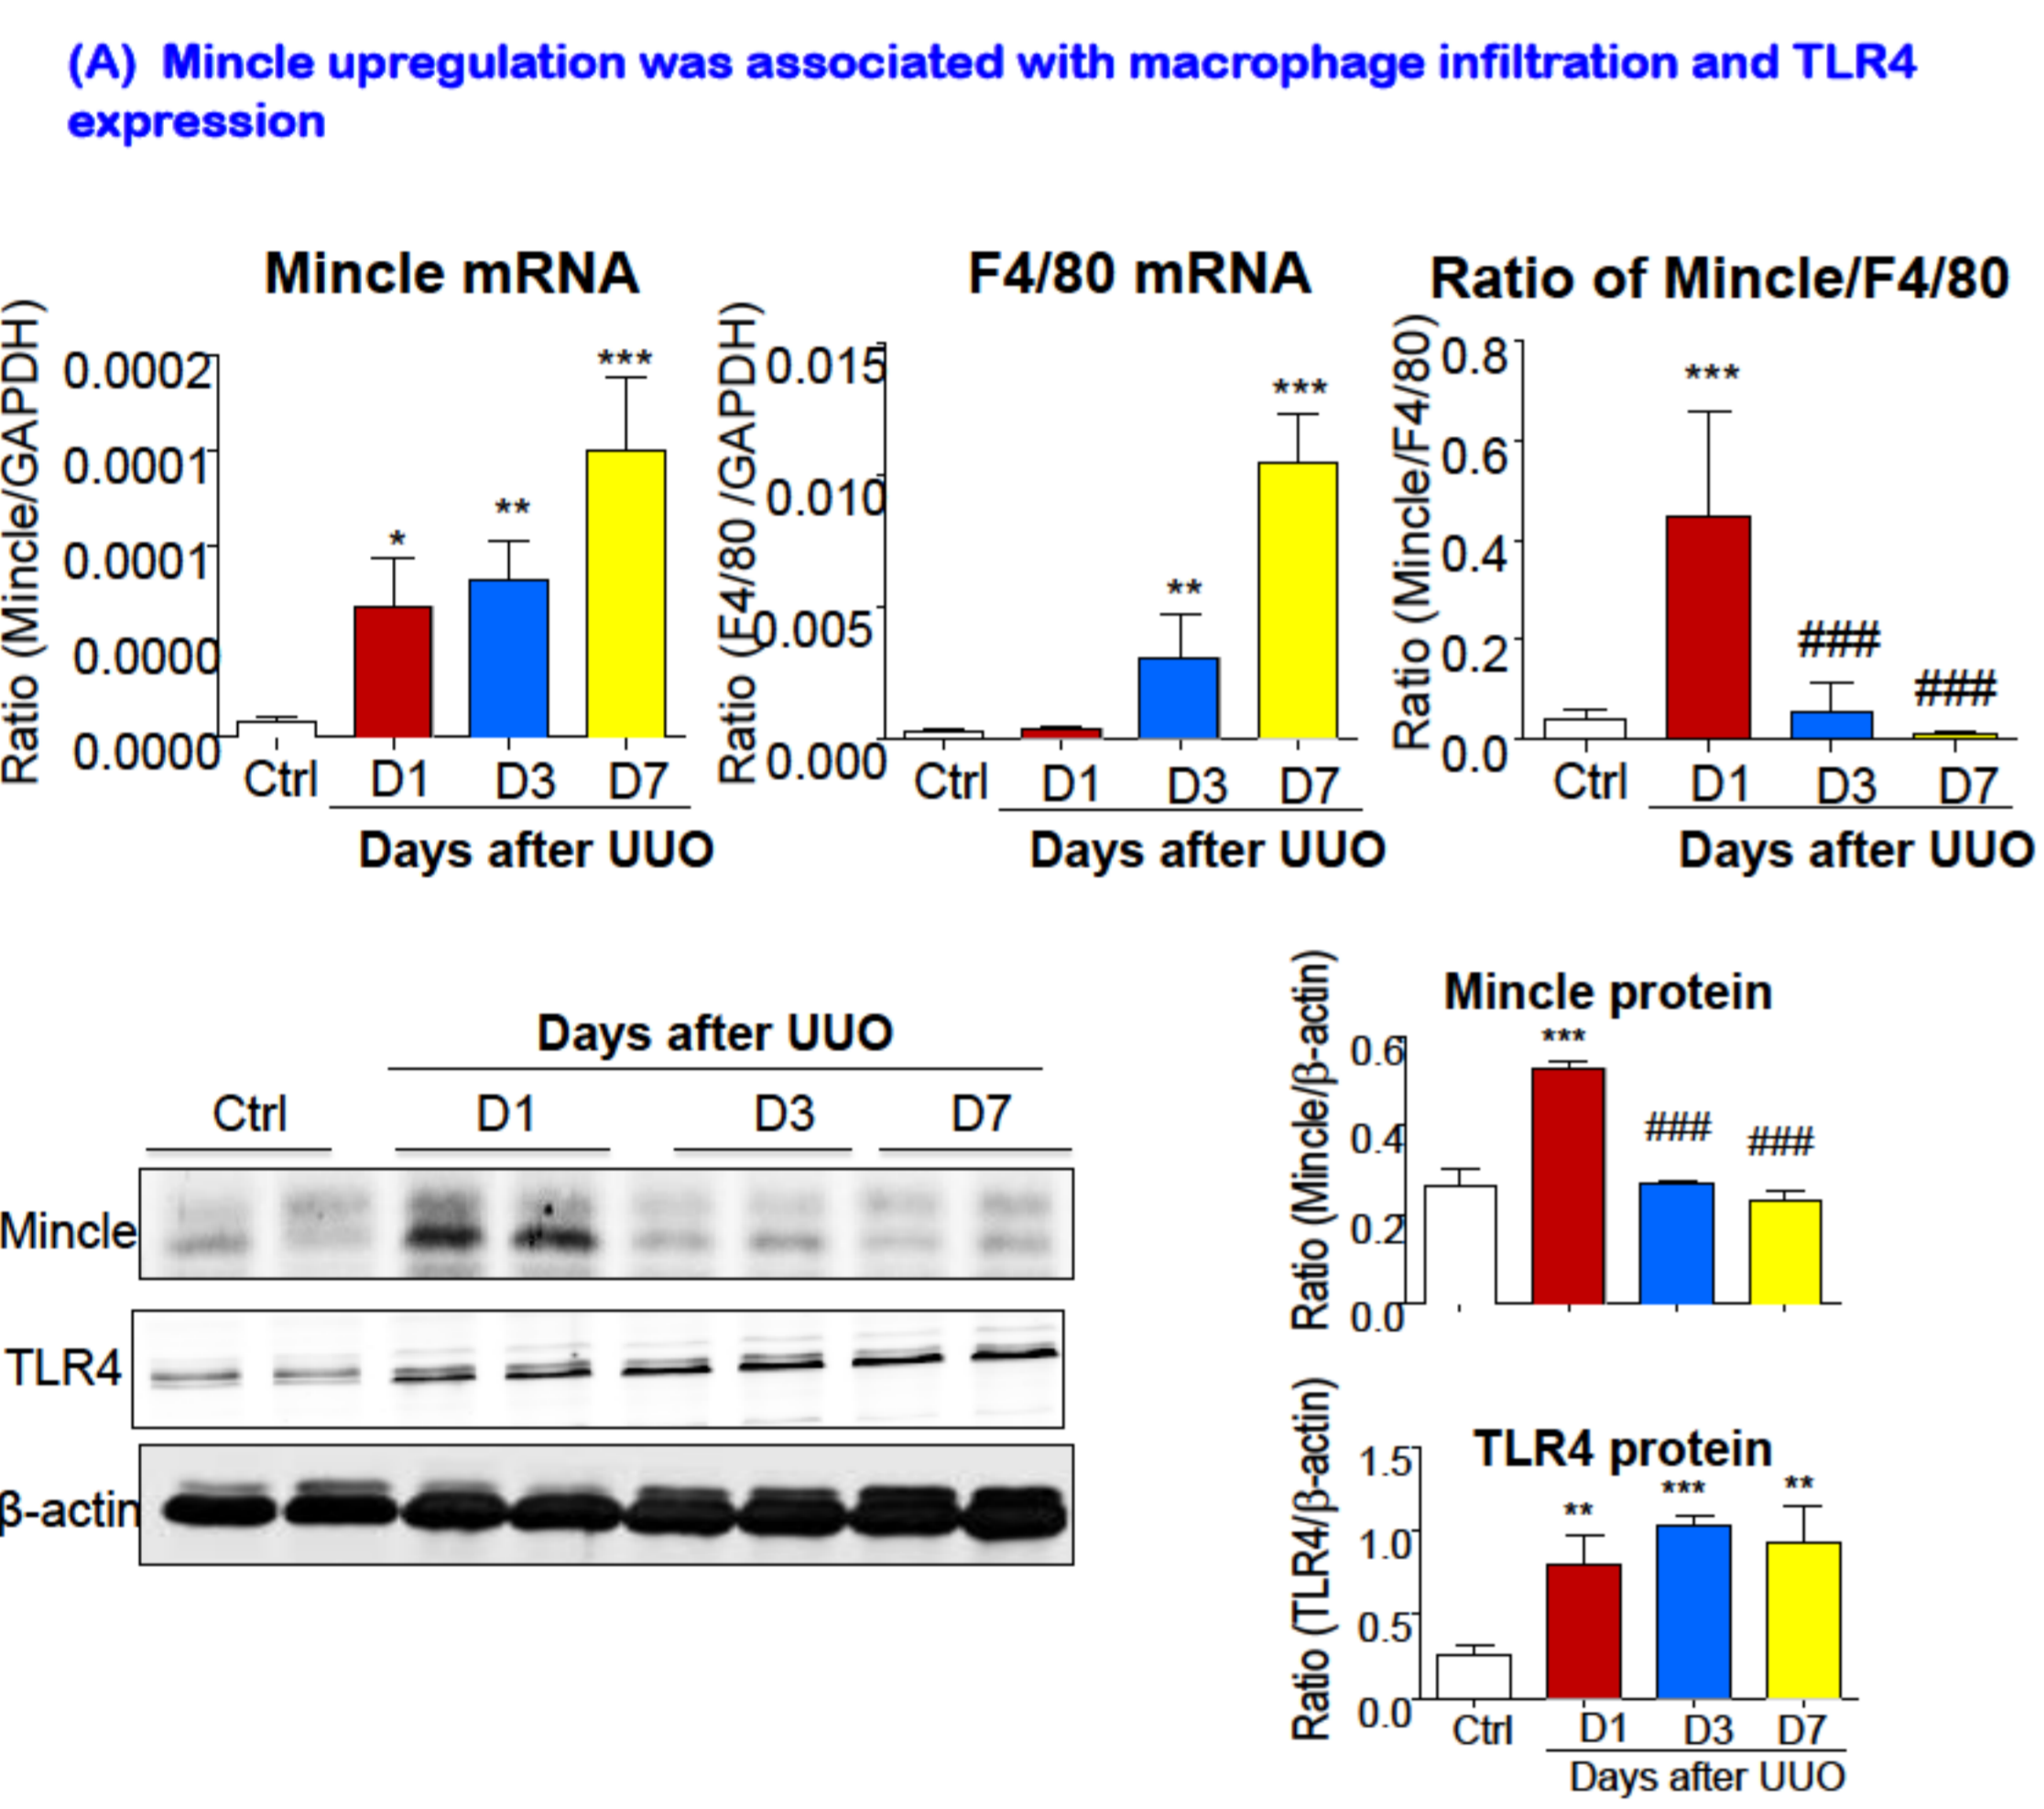 (A) Mincle upregulation was associated with macrophage infiltration and TLR4
expression
Mincle mRNA
Ratio (Mincle/GAPDH)
0.0002
0.0001
0.0001
0.0000
0.0000
*
**
***
Ctrl D1 D3 D7
Days after UUO
F4/80 mRNA
Ratio (F4/80 /GAPDH)
0.015
0.010
0.005
0.000
**
***
Ctrl D1 D3 D7
Days after UUO
Ratio of Mincle/F4/80
Ratio (Mincle/F4/80)
0.8
0.6
0.4
0.2
0.0
***
###
###
Ctrl D1 D3 D7
Days after UUO
Days after UUO
Ctrl D1 D3 D7
Mincle
TLR4
β-actin
Mincle protein
Ratio (Mincle/β-actin)
0.6
0.4
0.2
0.0
***
###
###
TLR4 protein
Ratio (TLR4/β-actin)
1.5
1.0
0.5
0.0
**
***
**
Ctrl D1 D3 D7
Days after UUO